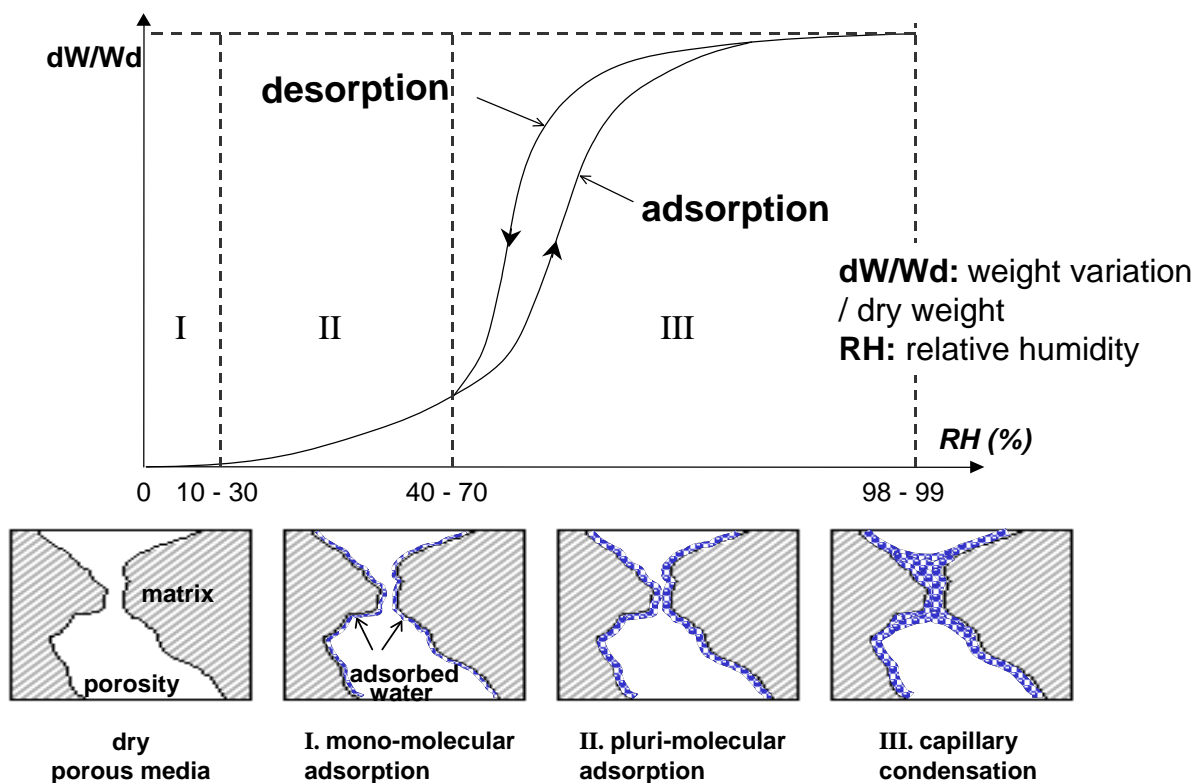 dW/Wd
desorption
adsorption
dW/Wd: weight variation
/ dry weight
RH: relative humidity
I
II
III
RH (%)
0
10 - 30
40 - 70
98 - 99
matrix
porosity
adsorbed
water
dry
porous media
I. mono-molecular
adsorption
II. pluri-molecular
adsorption
III. capillary
condensation